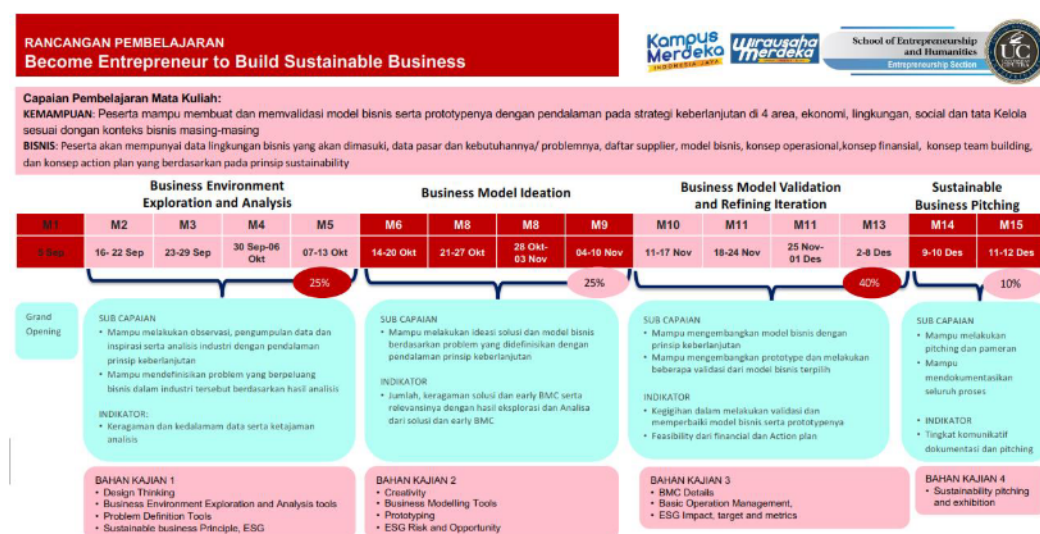 RANCANGAN PEMBELAJARAN
Become Entrepreneur to Build Sustainable Business
Kampus
Merdeka
INDONESIA JAYA
Wirausaha
Merdeka
School of Entrepreneurship
and Humanities
Entrepreneurship Section
UC
Capaian Pembelajaran Mata Kuliah:
KEMAMPUAN: Peserta mampu membuat dan memvalidasi model bisnis serta prototypenya dengan pendalaman pada strategi keberlanjutan di 4 area, ekonomi, lingkungan, social dan tata Kelola
sesuai dongan konteks bisnis masing-masing
BISNIS: Peserta akan mempunyai data lingkungan bisnis yang akan dimasuki, data pasar dan kebutuhannya/ problemnya, daftar supplier, model bisnis, konsep operasional,konsep finansial, konsep team building,
dan konsep action plan yang berdasarkan pada prinsip sustainability
Business Environment
Exploration and Analysis
Business Model Ideation
Business Model Validation
and Refining Iteration
Sustainable
Business Pitching
M1 M2 M3 M4 M5 M6 M8 M8 M9 M10 M11 M11 M13 M14 M15
Sep 16- 22 Sep 23-29 Sep 30 Sep-06 Okt 07-13 Okt 14-20 Okt 21-27 Okt 28 Okt-03 Nov 04-10 Nov 11-17 Nov 18-24 Nov 25 Nov-01 Des 2-8 Des 9-10 Des 11-12 Des
25% 25% 40% 10%
Grand
Opening
SUB CAPAIAN
• Mampu melakukan observasi, pengumpulan data dan
inspirasi serta analisis industri dengan pendalaman
prinsip keberlanjutan
• Mampu mendefinisikan problem yang berpeluang
bisnis dalam industri tersebut berdasarkan hasil analisis
INDIKATOR:
• Keragaman dan kedalamam data serta ketajaman
analisis
SUB CAPAIAN
• Mampu melakukan ideasi solusi dan model bisnis
berdasarkan problem yang didefinisikan dengan
pendalaman prinsip keberlanjutan
INDIKATOR
• Jumlah, keragaman solusi dan early BMC serta
relevansinya dengan hasil eksplorasi dan Analisa
dari solusi dan early BMC
SUB CAPAIAN
• Mampu mengembangkan model bisnis dengan
prinsip keberlanjutan
• Mampu mengembangkan prototype dan melakukan
beberapa validasi dari model bisnis terpilih
INDIKATOR
• Kegigihan dalam melakukan validasi dan
memperbaiki model bisnis serta prototypenya
• Feasibility dari financial dan Action plan
SUB CAPAIAN
• Mampu melakukan
pitching dan pameran
• Mampu
mendokumentasikan
seluruh proses
• INDIKATOR
• Tingkat komunikatif
dokumentasi dan pitching
BAHAN KAJIAN 1
• Design Thinking
• Business Environment Exploration and Analysis tools
• Problem Definition Tools
• Sustainable business Principle, ESG
BAHAN KAJIAN 2
• Creativity
• Business Modelling Tools
• Prototyping
• ESG Risk and Opportunity
BAHAN KAJIAN 3
• BMC Details
• Basic Operation Management,
• ESG Impact, target and metrics
BAHAN KAJIAN 4
• Sustainability pitching
and exhibition